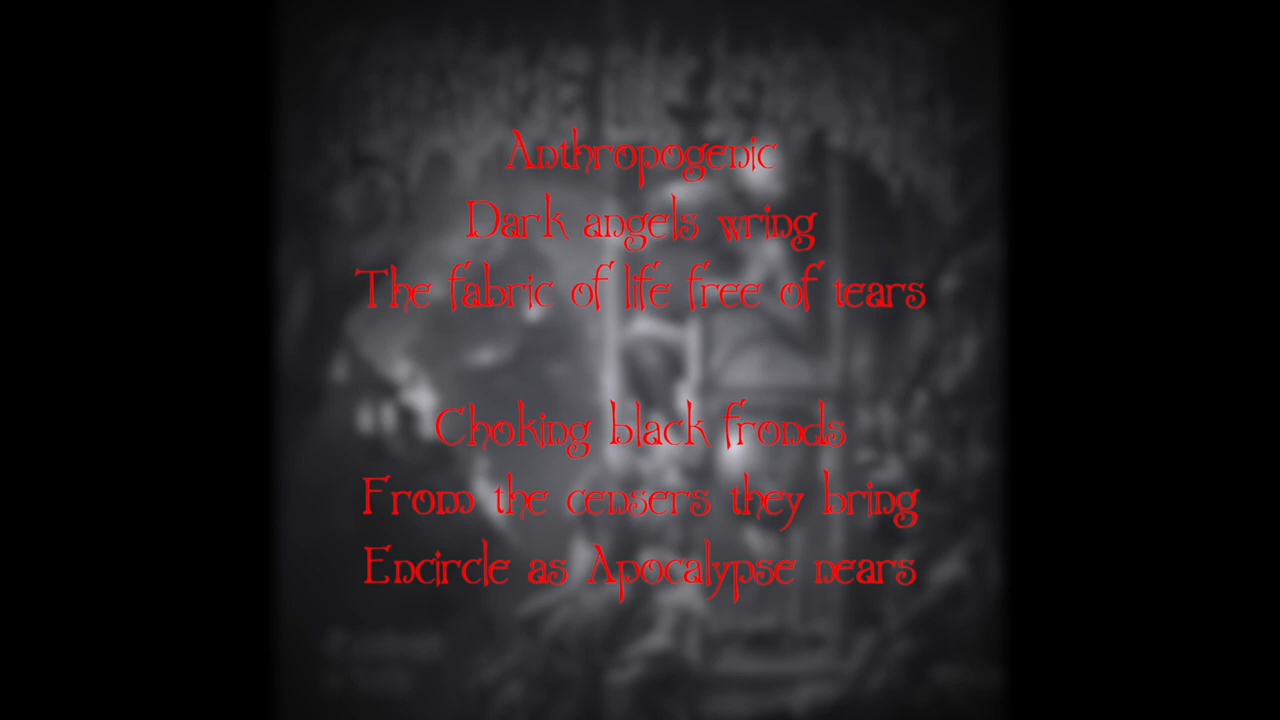 Anthropogenic
Dark angels wring
The fabric of life free of tears
Choking black fronds
From the censers they bring
Encircle as Apocalypse nears